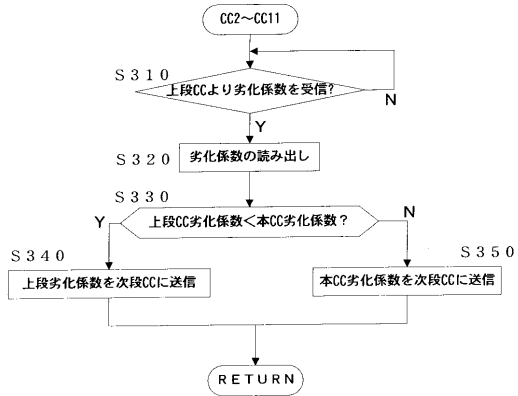 CC2～CC11
S310
上段CCより劣化係数を受信?
N
Y
S320
劣化係数の読み出し
S330
上段CC劣化係数＜本CC劣化係数？
Y
N
S340
S350
上段劣化係数を次段CCに送信
本CC劣化係数を次段CCに送信
RETURN